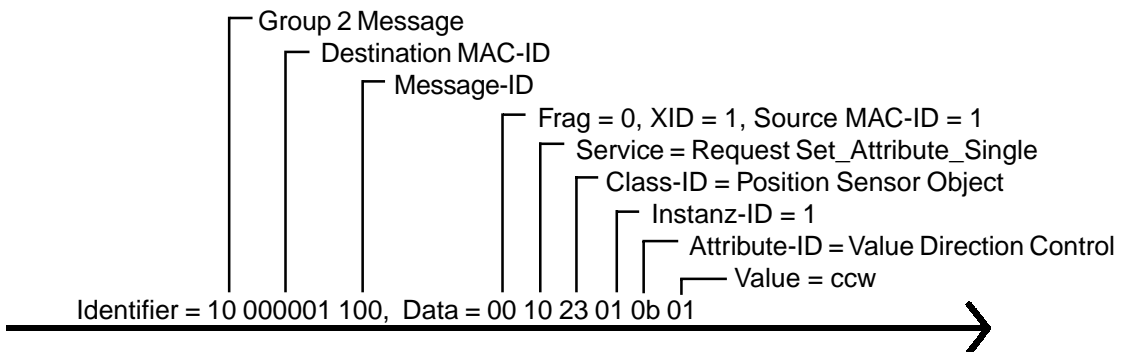 Group 2 Message
Destination MAC-ID
Message-ID
Frag = 0, XID = 1, Source MAC-ID = 1
Service = Request Set_Attribute_Single
Class-ID = Position Sensor Object
Instanz-ID = 1
Attribute-ID = Value Direction Control
Value = ccw
Identifier = 10 000001 100, Data = 00 10 23 01 0b 01